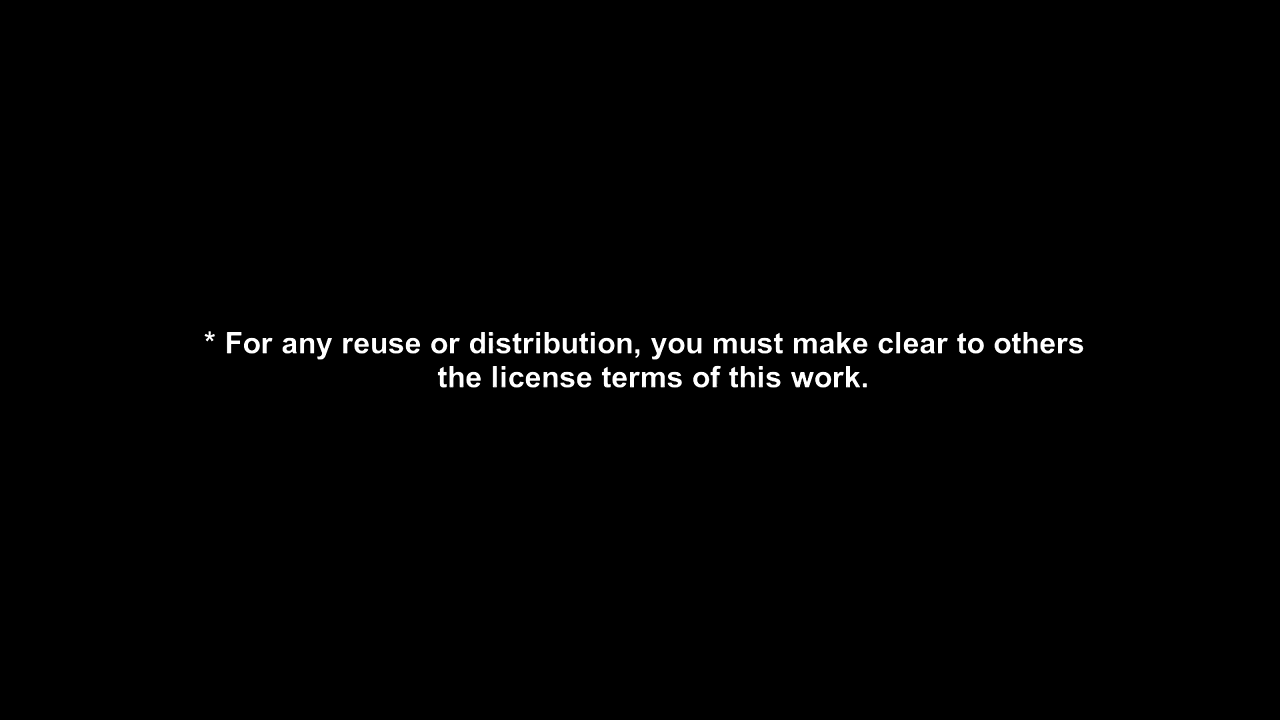 * For any reuse or distribution, you must make clear to others
the license terms of this work.